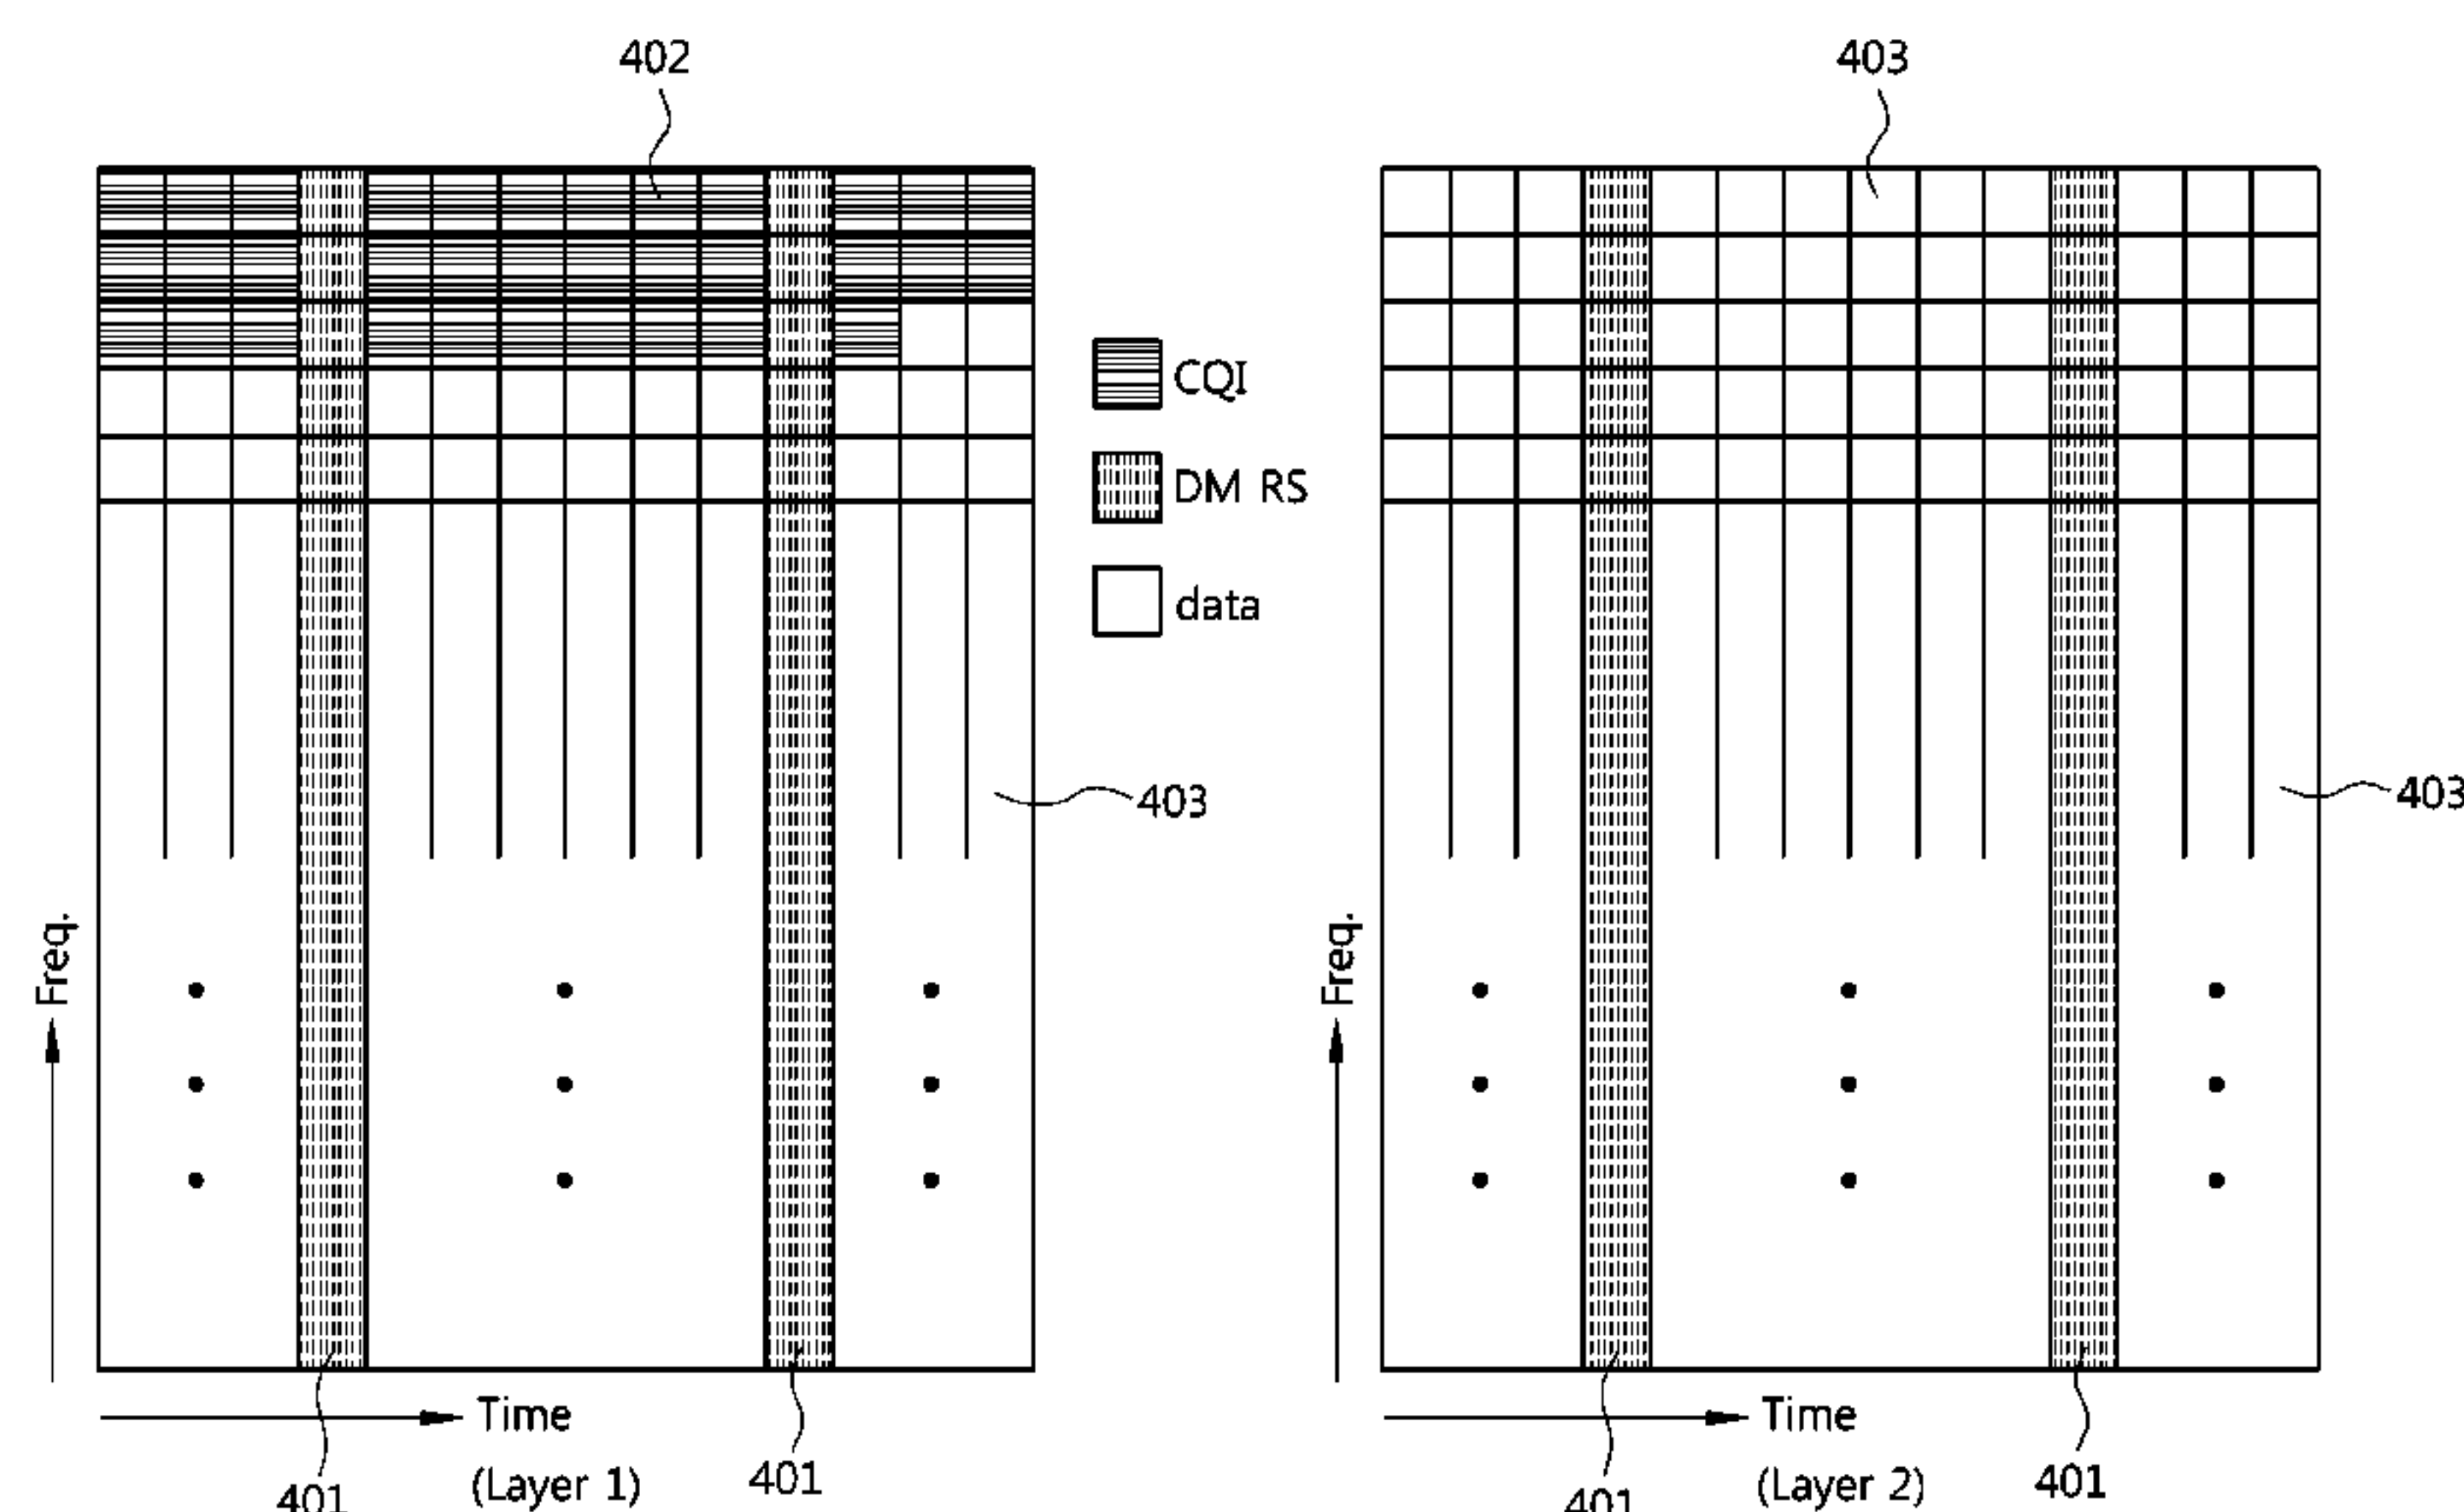 402
403
CQI
DM RS
data
403
403
Freq.
Freq.
Time
Time
(Layer 1)
(Layer 2)
401
401
401
401